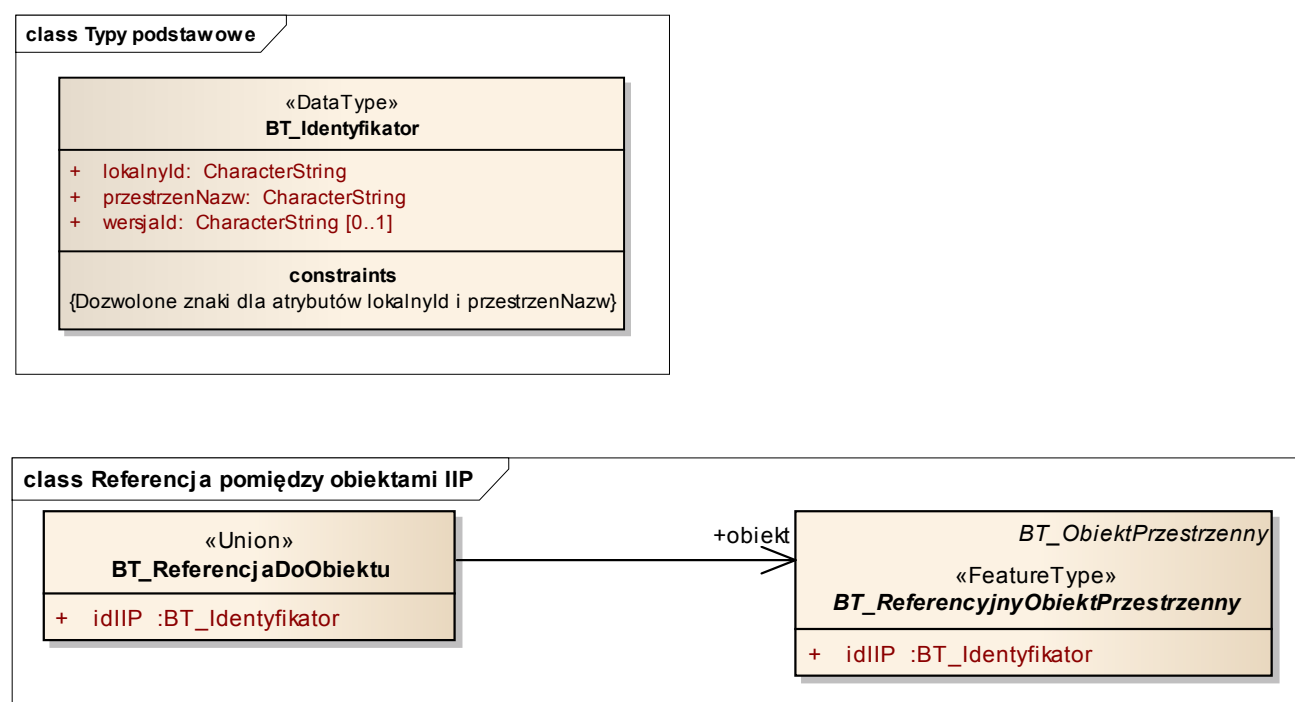 class Typy podstawowe
«DataType»
BT_Identyfikator
+ lokalnyId: CharacterString
+ przestrzenNazw: CharacterString
+ wersjaId: CharacterString [0..1]
constraints
{Dozwolone znaki dla atrybutów lokalnyId i przestrzenNazw}
class Referencja pomiędzy obiektami IIP
«Union»
BT_ReferencjaDoObiektu
+ idIIP :BT_Identyfikator
+obiekt
BT_ObiektPrzestrzenny
«FeatureType»
BT_ReferencyjnyObiektPrzestrzenny
+ idIIP :BT_Identyfikator